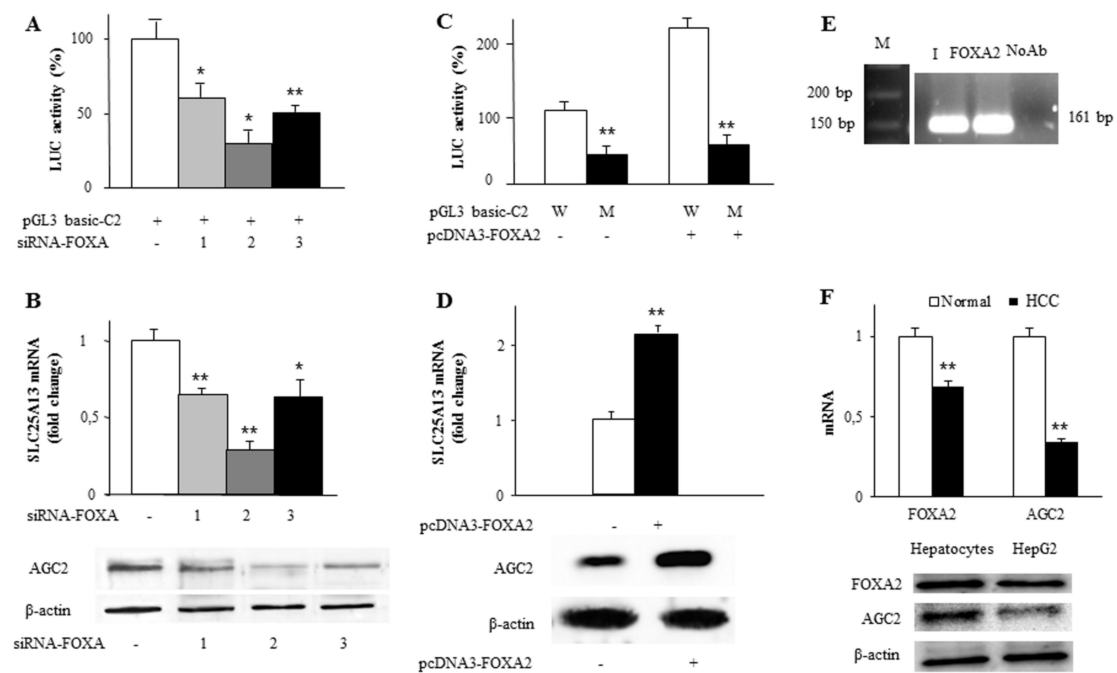 A
LUC activity (%)
100
50
0
* * **
pGL3 basic-C2 + + + +
siRNA-FOXA - 1 2 3
B
SLC25A13 mRNA
(fold change)
1
0,5
0
** ** *
siRNA-FOXA - 1 2 3
AGC2
β-actin
siRNA-FOXA - 1 2 3
C
LUC activity (%)
200
100
0
** **
pGL3 basic-C2 W M W M
pcDNA3-FOXA2 - - + +
D
SLC25A13 mRNA
(fold change)
2
1
0
**
pcDNA3-FOXA2 - +
AGC2
β-actin
pcDNA3-FOXA2 - +
E
M I FOXA2 NoAb
200 bp
150 bp
161 bp
F
Normal HCC
mRNA
1
0,5
0
** **
FOXA2 AGC2
Hepatocytes HepG2
FOXA2
AGC2
β-actin